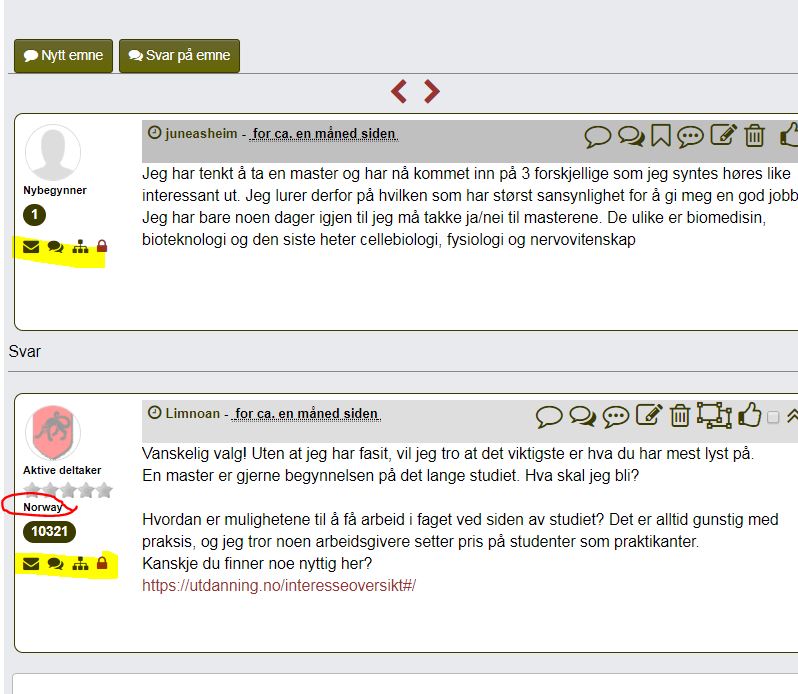 Nytt emne
Svar på emne
juneasheim - for ca. en måned siden
Nybegynner
1
Jeg har tenkt å ta en master og har nå kommet inn på 3 forskjellige som jeg syntes høres like
interessant ut. Jeg lurer derfor på hvilken som har størst sansynlighet for å gi meg en god jobb
Jeg har bare noen dager igjen til jeg må takke ja/nei til masterene. De ulike er biomedisin,
bioteknologi og den siste heter cellebiologi, fysiologi og nervovitenskap
Svar
Limnoan - for ca. en måned siden
Aktive deltaker
Norway
10321
Vanskelig valg! Uten at jeg har fasit, vil jeg tro at det viktigste er hva du har mest lyst på.
En master er gjerne begynnelsen på det lange studiet. Hva skal jeg bli?
Hvordan er mulighetene til å få arbeid i faget ved siden av studiet? Det er alltid gunstig med
praksis, og jeg tror noen arbeidsgivere setter pris på studenter som praktikanter.
Kanskje du finner noe nyttig her?
https://utdanning.no/interesseoversikt#/